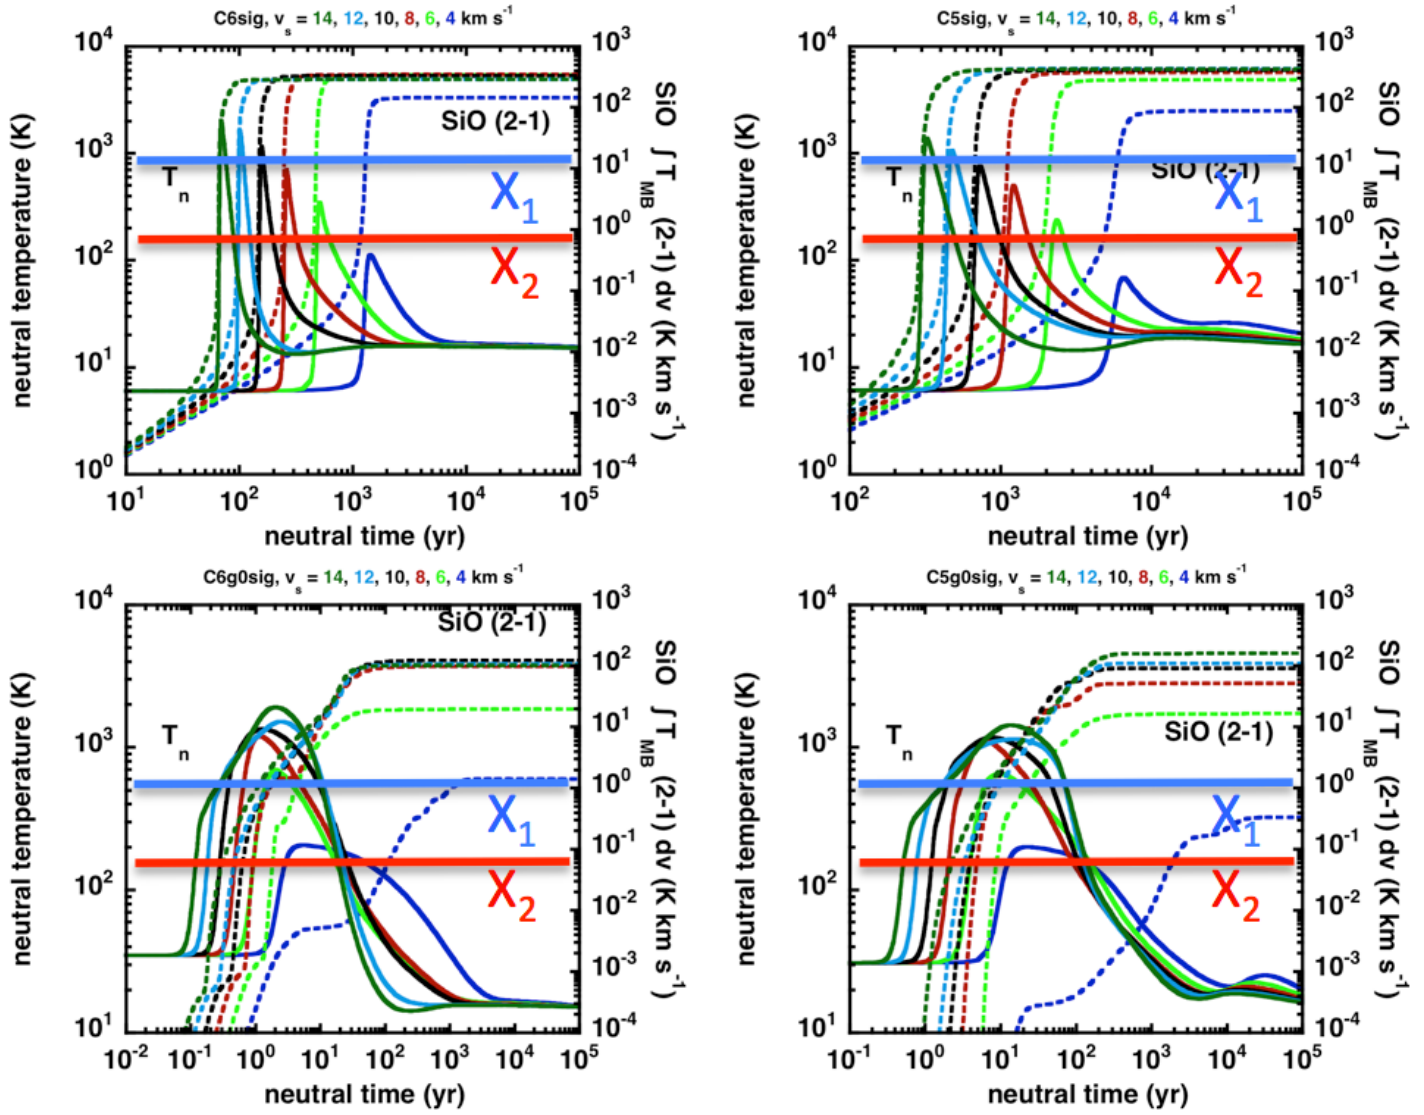 C6sig, v_s = 14, 12, 10, 8, 6, 4 km s^-1
10^4
10^3
10^2
10^1
10^0
neutral temperature (K)
T_n
SiO (2-1)
X_1
X_2
10^3
10^2
10^1
10^0
10^-1
10^-2
10^-3
10^-4
SiO ∫T_MB (2-1) dv (K km s^-1)
10^1 10^2 10^3 10^4 10^5
neutral time (yr)
C5sig, v_s = 14, 12, 10, 8, 6, 4 km s^-1
10^4
10^3
10^2
10^1
10^0
neutral temperature (K)
T_n
SiO (2-1)
X_1
X_2
10^3
10^2
10^1
10^0
10^-1
10^-2
10^-3
10^-4
SiO ∫T_MB (2-1) dv (K km s^-1)
10^2 10^3 10^4 10^5
neutral time (yr)
C6g0sig, v_s = 14, 12, 10, 8, 6, 4 km s^-1
10^4
10^3
10^2
10^1
neutral temperature (K)
SiO (2-1)
T_n
X_1
X_2
10^3
10^2
10^1
10^0
10^-1
10^-2
10^-3
10^-4
SiO ∫T_MB (2-1) dv (K km s^-1)
10^-2 10^-1 10^0 10^1 10^2 10^3 10^4 10^5
neutral time (yr)
C5g0sig, v_s = 14, 12, 10, 8, 6, 4 km s^-1
10^4
10^3
10^2
10^1
neutral temperature (K)
T_n
SiO (2-1)
X_1
X_2
10^3
10^2
10^1
10^0
10^-1
10^-2
10^-3
10^-4
SiO ∫T_MB (2-1) dv (K km s^-1)
10^-1 10^0 10^1 10^2 10^3 10^4 10^5
neutral time (yr)